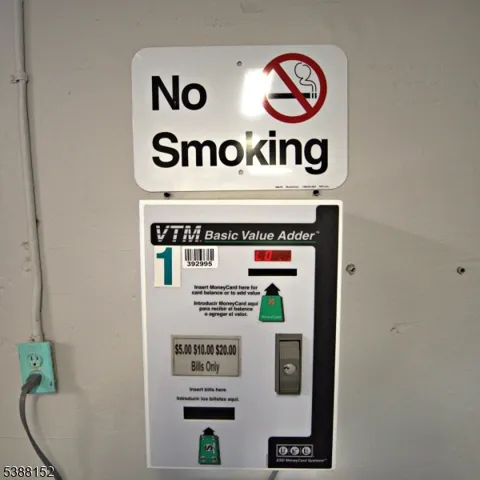 No
Smoking
VTM Basic Value Adder™
1
392995
Insert MoneyCard here for
card balance or to add value
Introducir MoneyCard aqui
para recibir el balance
o agregar el valor.
$5.00 $10.00 $20.00
Bills Only
Insert bills here
Introducir los billetes aqui.
ESD MoneyCard Systems™
5388152